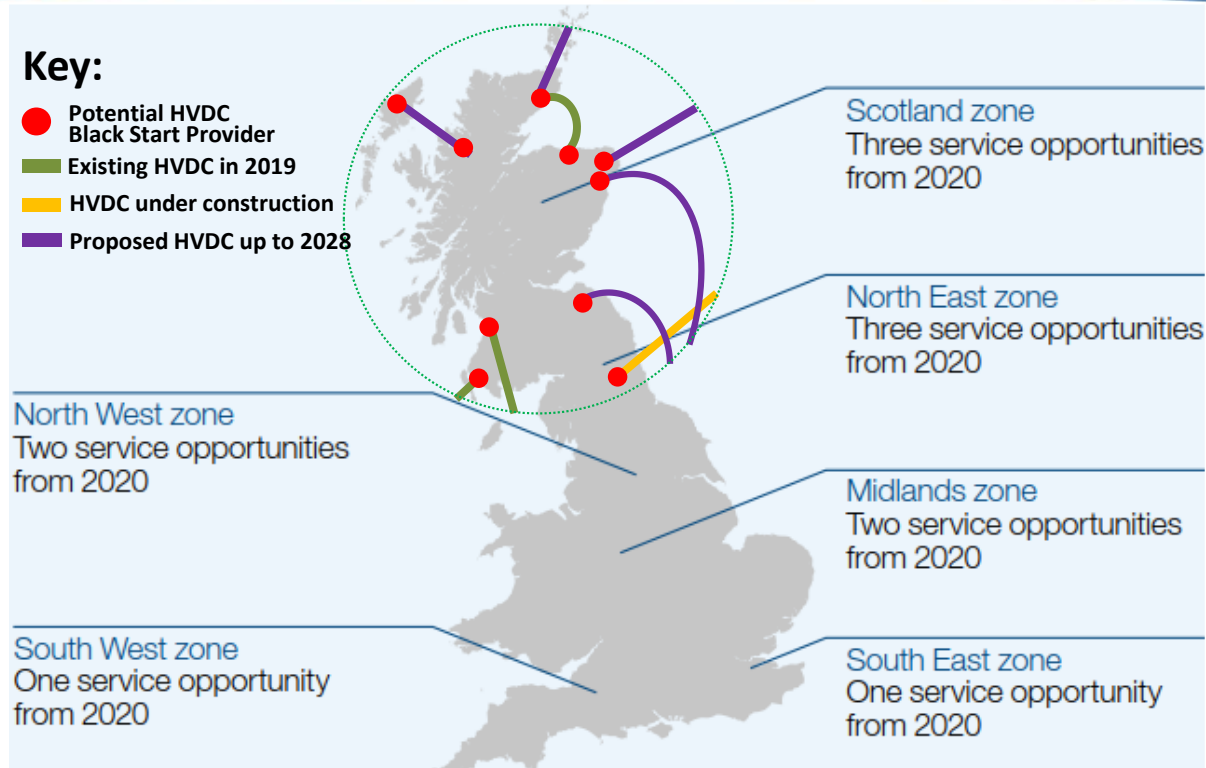 Key:
Potential HVDC
Black Start Provider
Existing HVDC in 2019
HVDC under construction
Proposed HVDC up to 2028
Scotland zone
Three service opportunities
from 2020
North East zone
Three service opportunities
from 2020
North West zone
Two service opportunities
from 2020
Midlands zone
Two service opportunities
from 2020
South West zone
One service opportunity
from 2020
South East zone
One service opportunity
from 2020